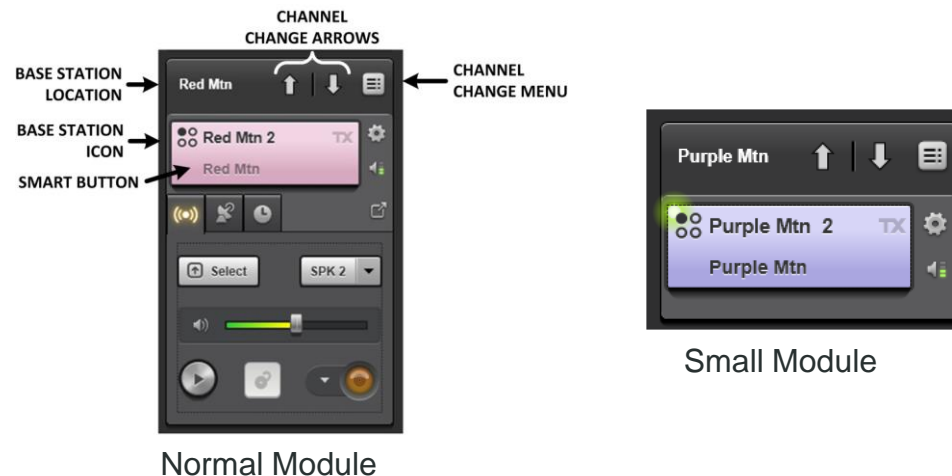 CHANNEL
CHANGE ARROWS
BASE STATION
LOCATION
Red Mtn
CHANNEL
CHANGE MENU
BASE STATION
ICON
Red Mtn 2
TX
SMART BUTTON
Red Mtn
Select
SPK 2
Normal Module
Purple Mtn
Purple Mtn 2
TX
Purple Mtn
Small Module